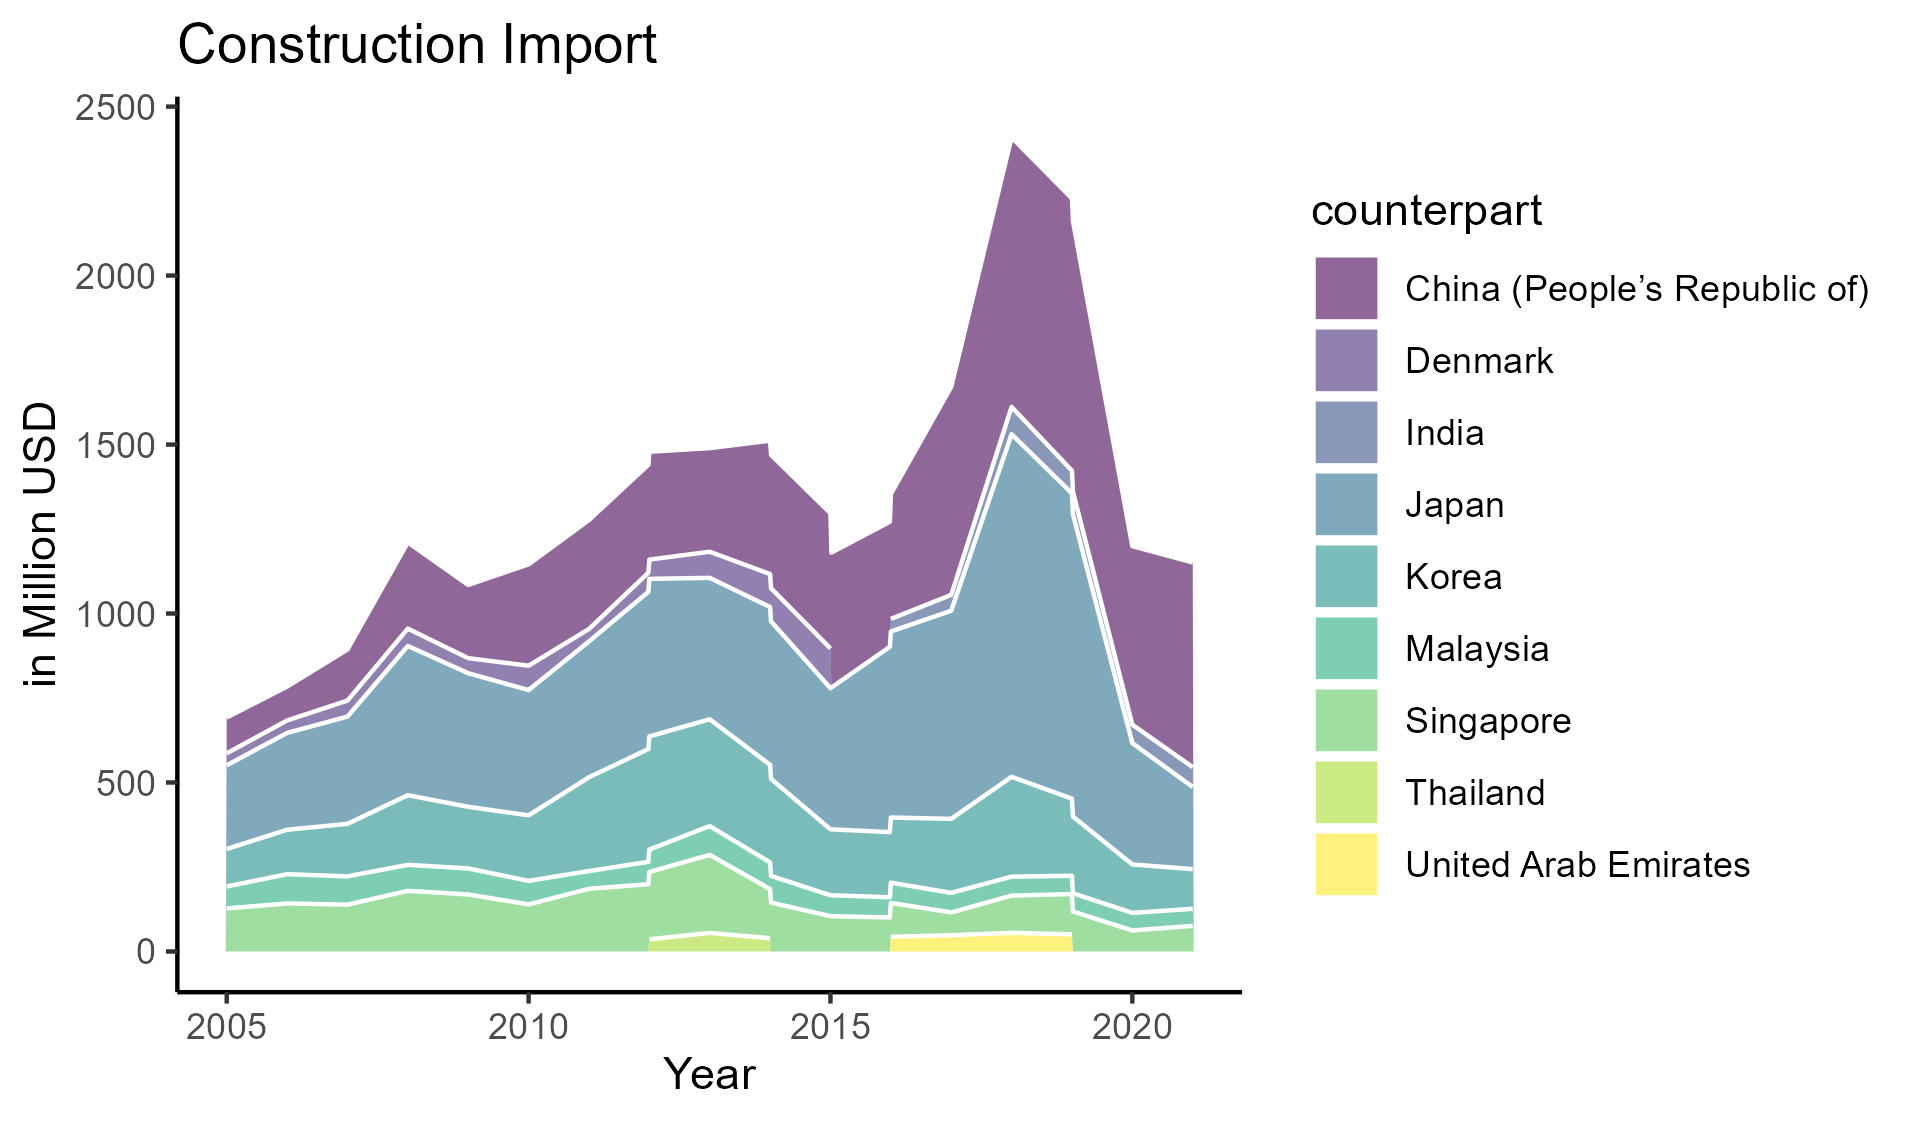 Construction Import
2500
2000
1500
1000
500
0
in Million USD
2005
2010
2015
2020
Year
counterpart
China (People’s Republic of)
Denmark
India
Japan
Korea
Malaysia
Singapore
Thailand
United Arab Emirates